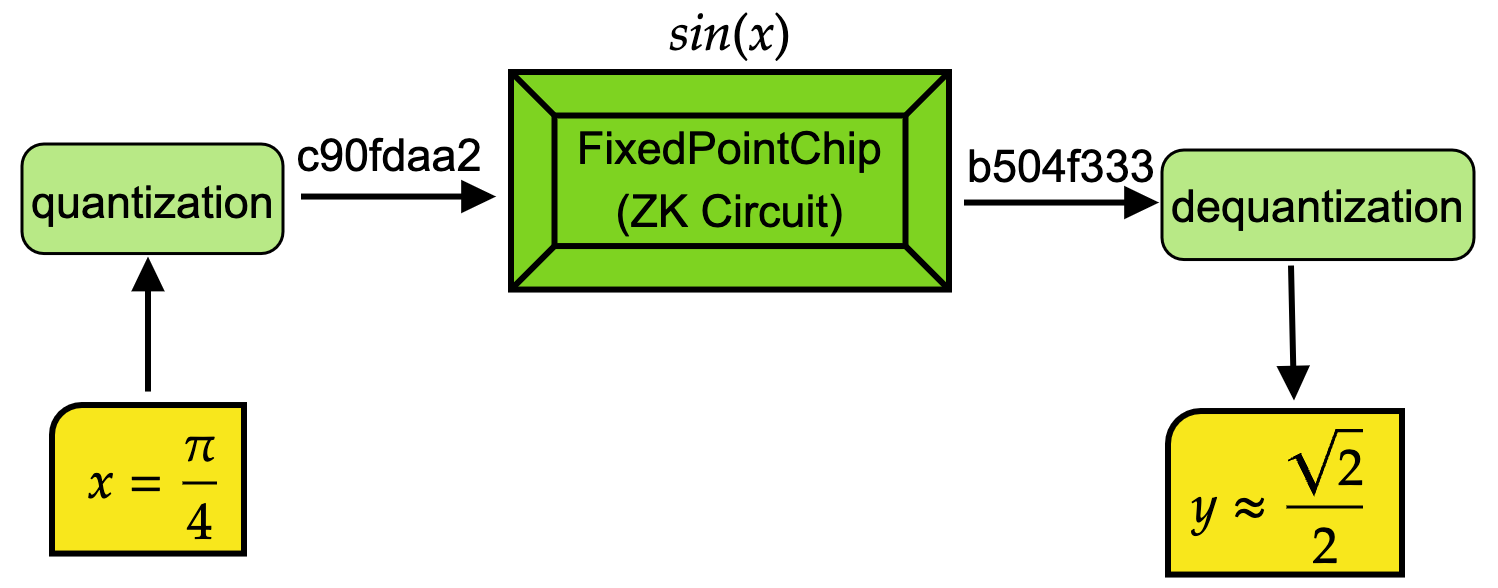 sin(x)
c90fdaa2
FixedPointChip
(ZK Circuit)
b504f333
quantization
dequantization
x = π/4
y ≈ √2/2